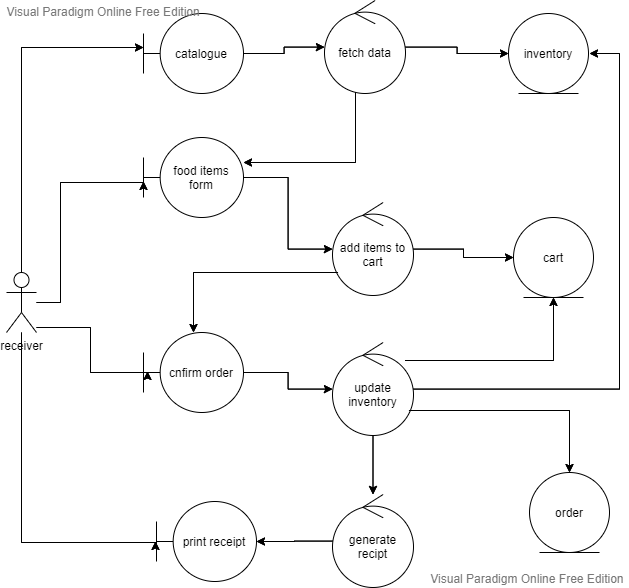 Visual Paradigm Online Free Edition
catalogue
fetch data
inventory
food items
form
add items to
cart
cart
receiver
cnfirm order
update
inventory
order
print receipt
generate
recipt
Visual Paradigm Online Free Edition